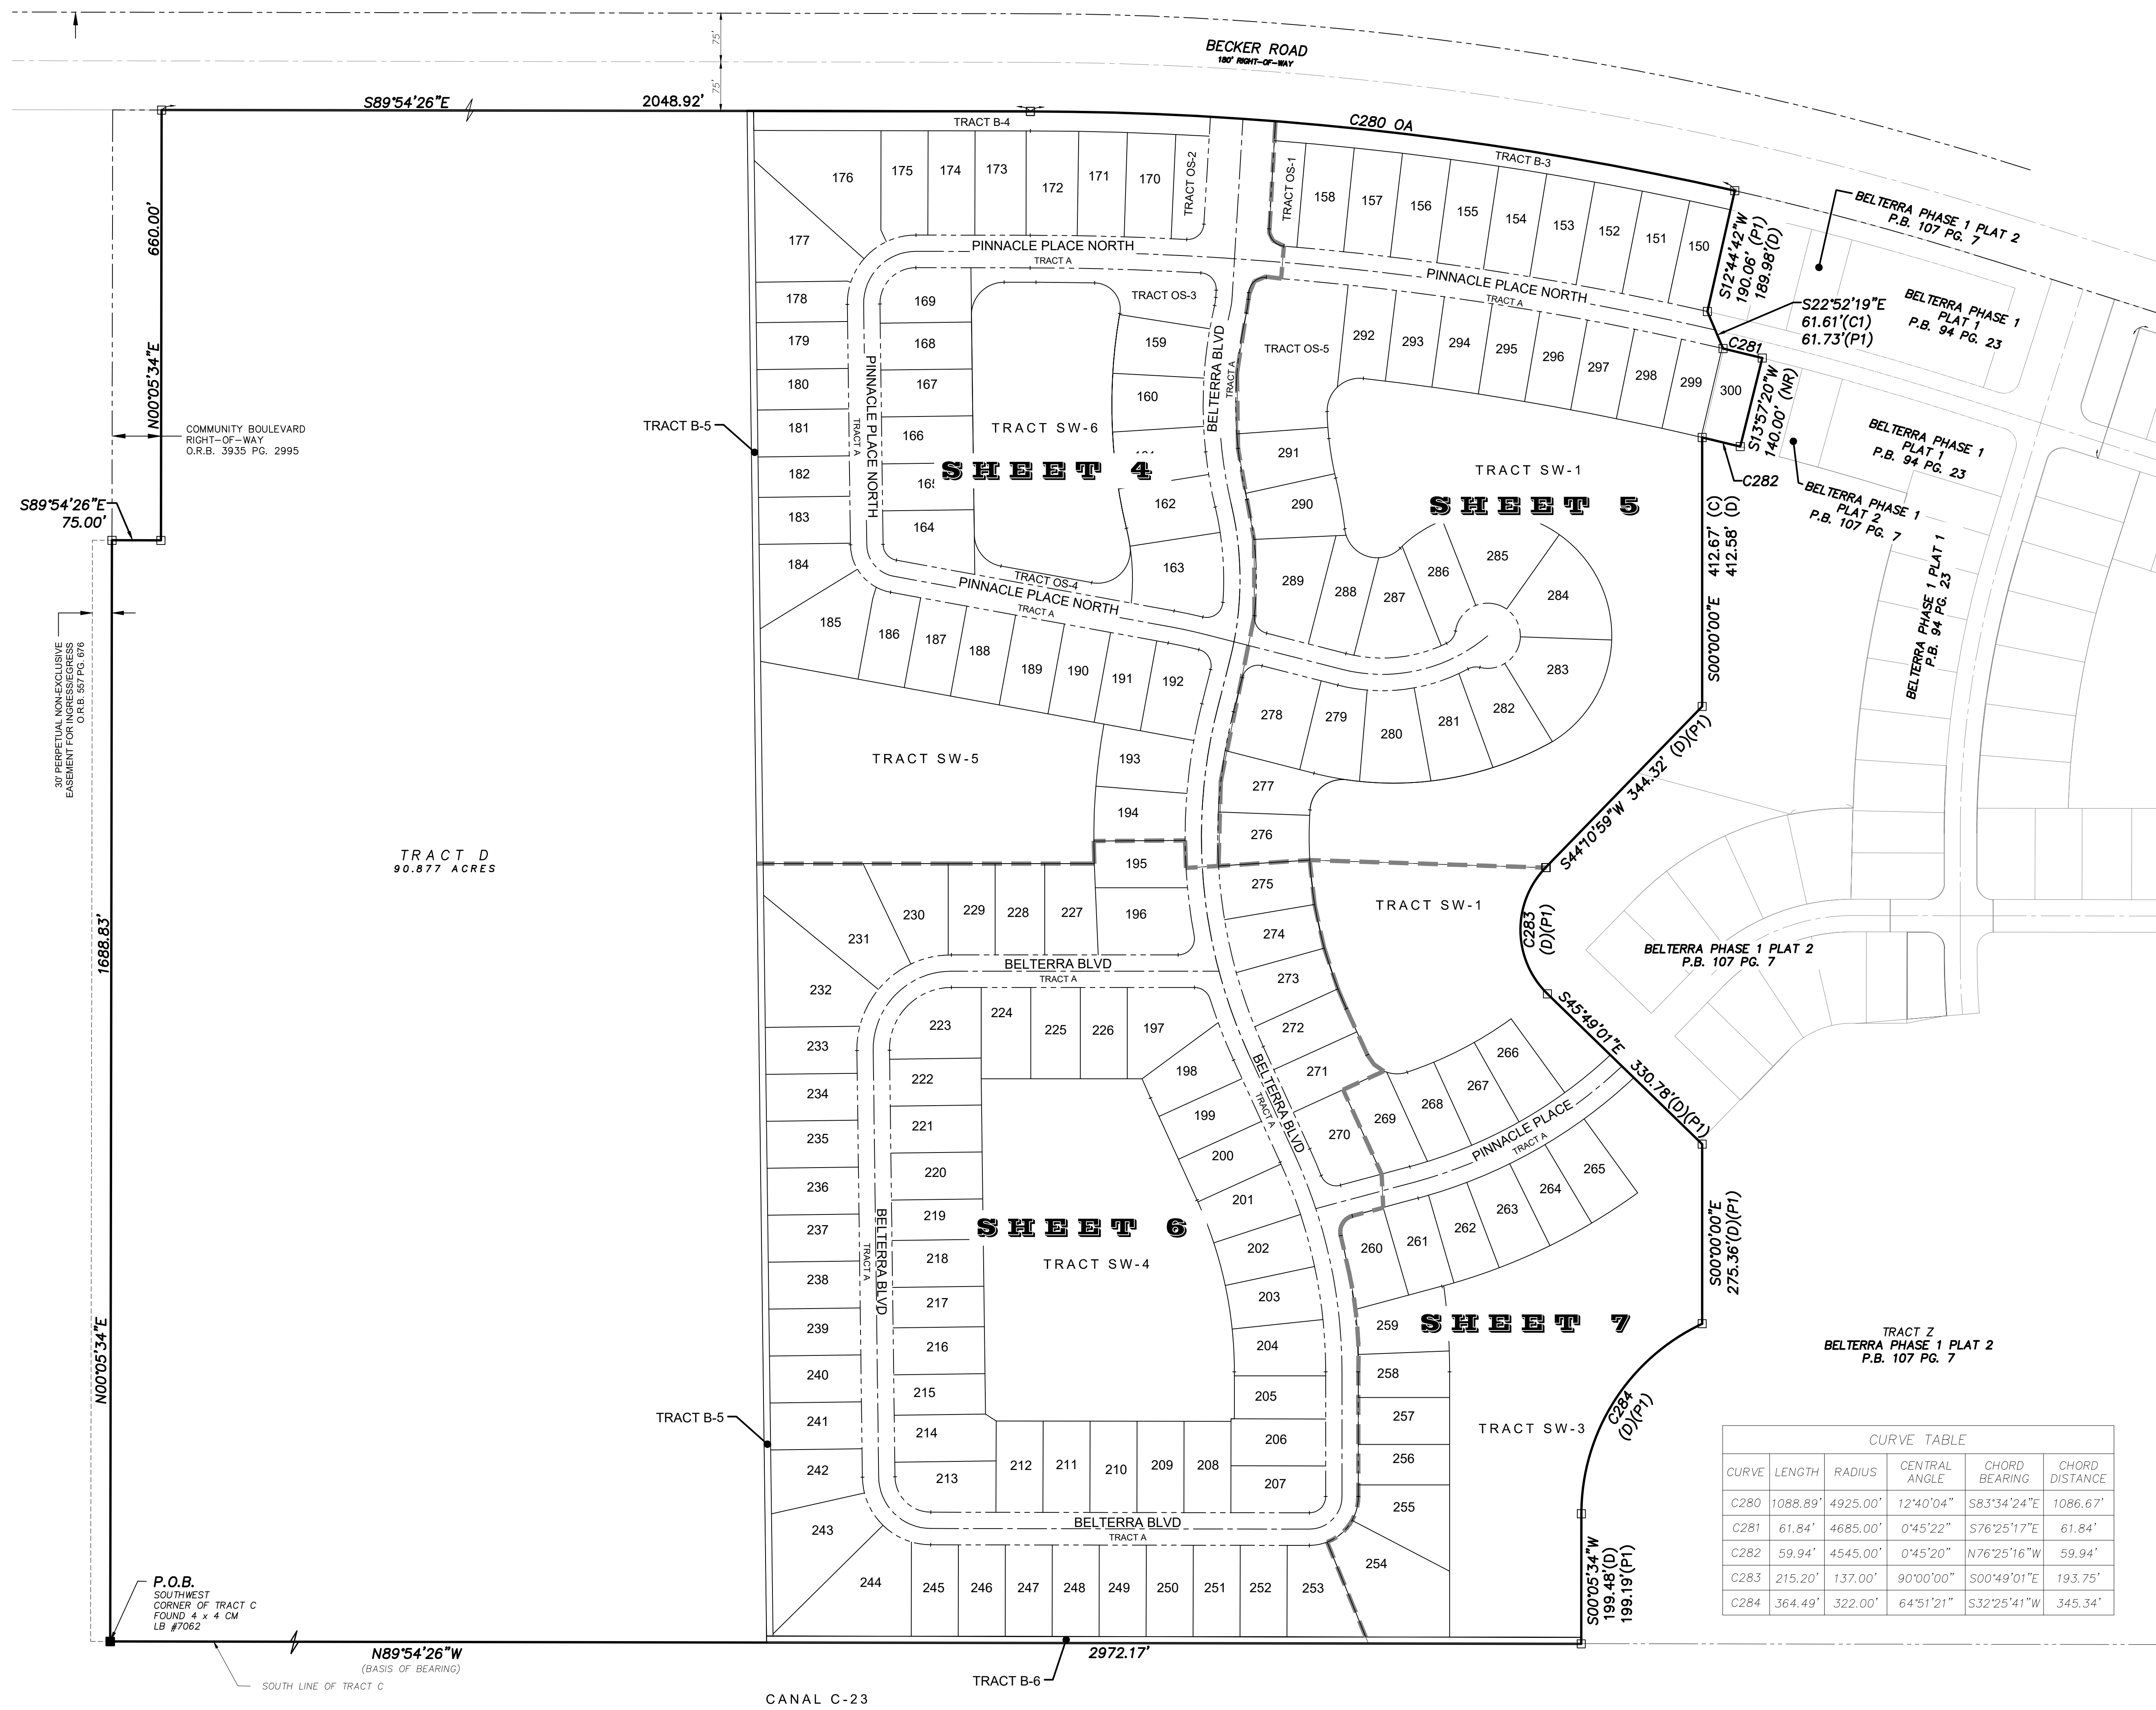 75'
75'
BECKER ROAD
180' RIGHT-OF-WAY
S89°54'26"E
2048.92'
C280 OA
TRACT B-4
TRACT B-3
TRACT OS-2
TRACT OS-1
176
175
174
173
172
171
170
158
157
156
155
154
153
152
151
150
660.00'
N00°05'34"E
COMMUNITY BOULEVARD
RIGHT-OF-WAY
O.R.B. 3935 PG. 2995
S89°54'26"E
75.00'
30' PERPETUAL NON-EXCLUSIVE
EASEMENT FOR INGRESS/EGRESS
O.R.B. 557 PG. 676
S12°44'42"W
190.06' (P1)
189.98'(D)
BELTERRA PHASE 1 PLAT 2
P.B. 107 PG. 7
S22°52'19"E
61.61'(C1)
61.73'(P1)
BELTERRA PHASE 1
PLAT 1
P.B. 94 PG. 23
C281
S13°57'20"W
140.00' (NR)
BELTERRA PHASE 1
PLAT 1
P.B. 94 PG. 23
C282
BELTERRA PHASE 1
PLAT 2
P.B. 107 PG. 7
BELTERRA PHASE 1 PLAT 1
P.B. 94 PG. 23
177
178
179
180
181
182
183
184
PINNACLE PLACE NORTH
TRACT A
PINNACLE PLACE NORTH
TRACT A
169
168
167
166
164
TRACT OS-3
159
160
162
163
TRACT SW-6
SHEET 4
TRACT OS-4
TRACT B-5
BELTERRA BLVD
TRACT A
PINNACLE PLACE NORTH
TRACT A
TRACT OS-5
292
293
294
295
296
297
298
299
300
291
290
TRACT SW-1
SHEET 5
289
288
287
286
285
284
283
282
281
280
279
278
277
276
S00°00'00"E
412.67' (C)
412.58' (D)
S44°10'59"W 344.32' (D)(P1)
PINNACLE PLACE NORTH
TRACT A
185
186
187
188
189
190
191
192
TRACT SW-5
193
194
TRACT D
90.877 ACRES
1688.83'
N00°05'34"E
195
196
231
230
229
228
227
275
274
273
272
271
270
TRACT SW-1
C283
(D)(P1)
BELTERRA PHASE 1 PLAT 2
P.B. 107 PG. 7
S45°49'01"E 330.78'(D)(P1)
BELTERRA BLVD
TRACT A
232
233
234
235
236
237
238
239
240
241
242
243
244
223
224
225
226
197
198
199
200
201
202
203
204
205
206
207
222
221
220
219
218
217
216
215
214
213
212
211
210
209
208
BELTERRA BLVD
TRACT A
BELTERRA BLVD
TRACT A
SHEET 6
TRACT SW-4
269
268
267
266
PINNACLE PLACE
TRACT A
265
264
263
262
261
260
SHEET 7
259
258
257
256
255
254
TRACT SW-3
S00°00'00"E
275.36'(D)(P1)
C284
(D)(P1)
TRACT Z
BELTERRA PHASE 1 PLAT 2
P.B. 107 PG. 7
TRACT B-5
BELTERRA BLVD
TRACT A
245
246
247
248
249
250
251
252
253
S00°05'34"W
199.48'(D)
199.19'(P1)
CURVE TABLE
CURVE LENGTH RADIUS CENTRAL ANGLE CHORD BEARING CHORD DISTANCE
C280 1088.89' 4925.00' 12°40'04" S83°34'24"E 1086.67'
C281 61.84' 4685.00' 0°45'22" S76°25'17"E 61.84'
C282 59.94' 4545.00' 0°45'20" N76°25'16"W 59.94'
C283 215.20' 137.00' 90°00'00" S00°49'01"E 193.75'
C284 364.49' 322.00' 64°51'21" S32°25'41"W 345.34'
P.O.B.
SOUTHWEST
CORNER OF TRACT C
FOUND 4 x 4 CM
LB #7062
N89°54'26"W
(BASIS OF BEARING)
2972.17'
SOUTH LINE OF TRACT C
TRACT B-6
CANAL C-23